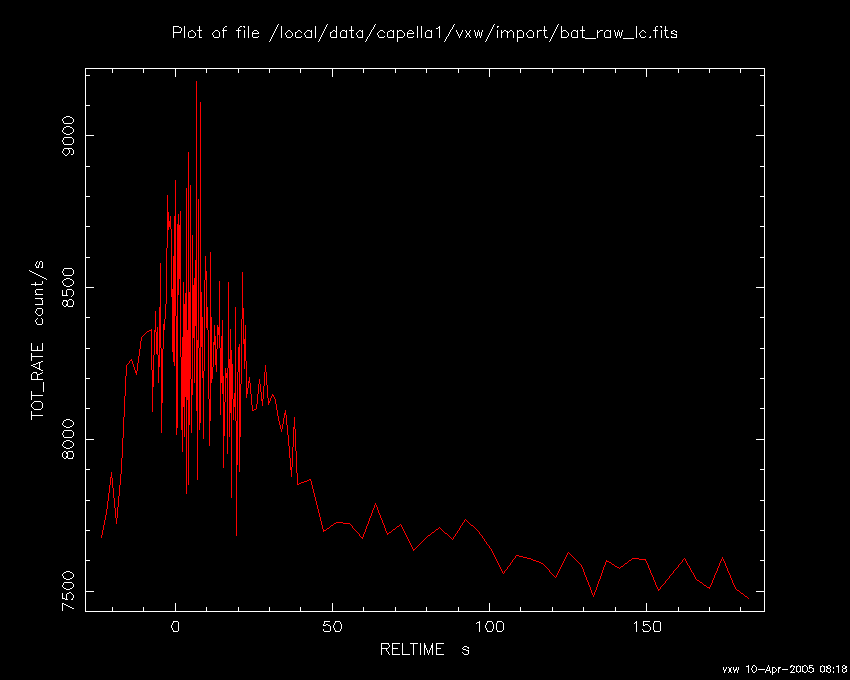 Plot of file /local/data/capella1/vxw/import/bat_raw_lc.fits
9000
8500
8000
7500
TOT_RATE count/s
0 50 100 150
RELTIME s
vxw 10-Apr-2005 08:18